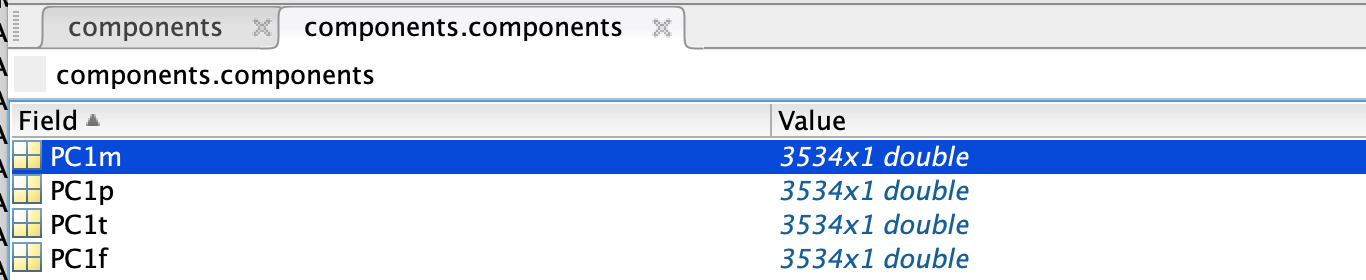 components components.components
components.components
Field Value
PC1m 3534x1 double
PC1p 3534x1 double
PC1t 3534x1 double
PC1f 3534x1 double